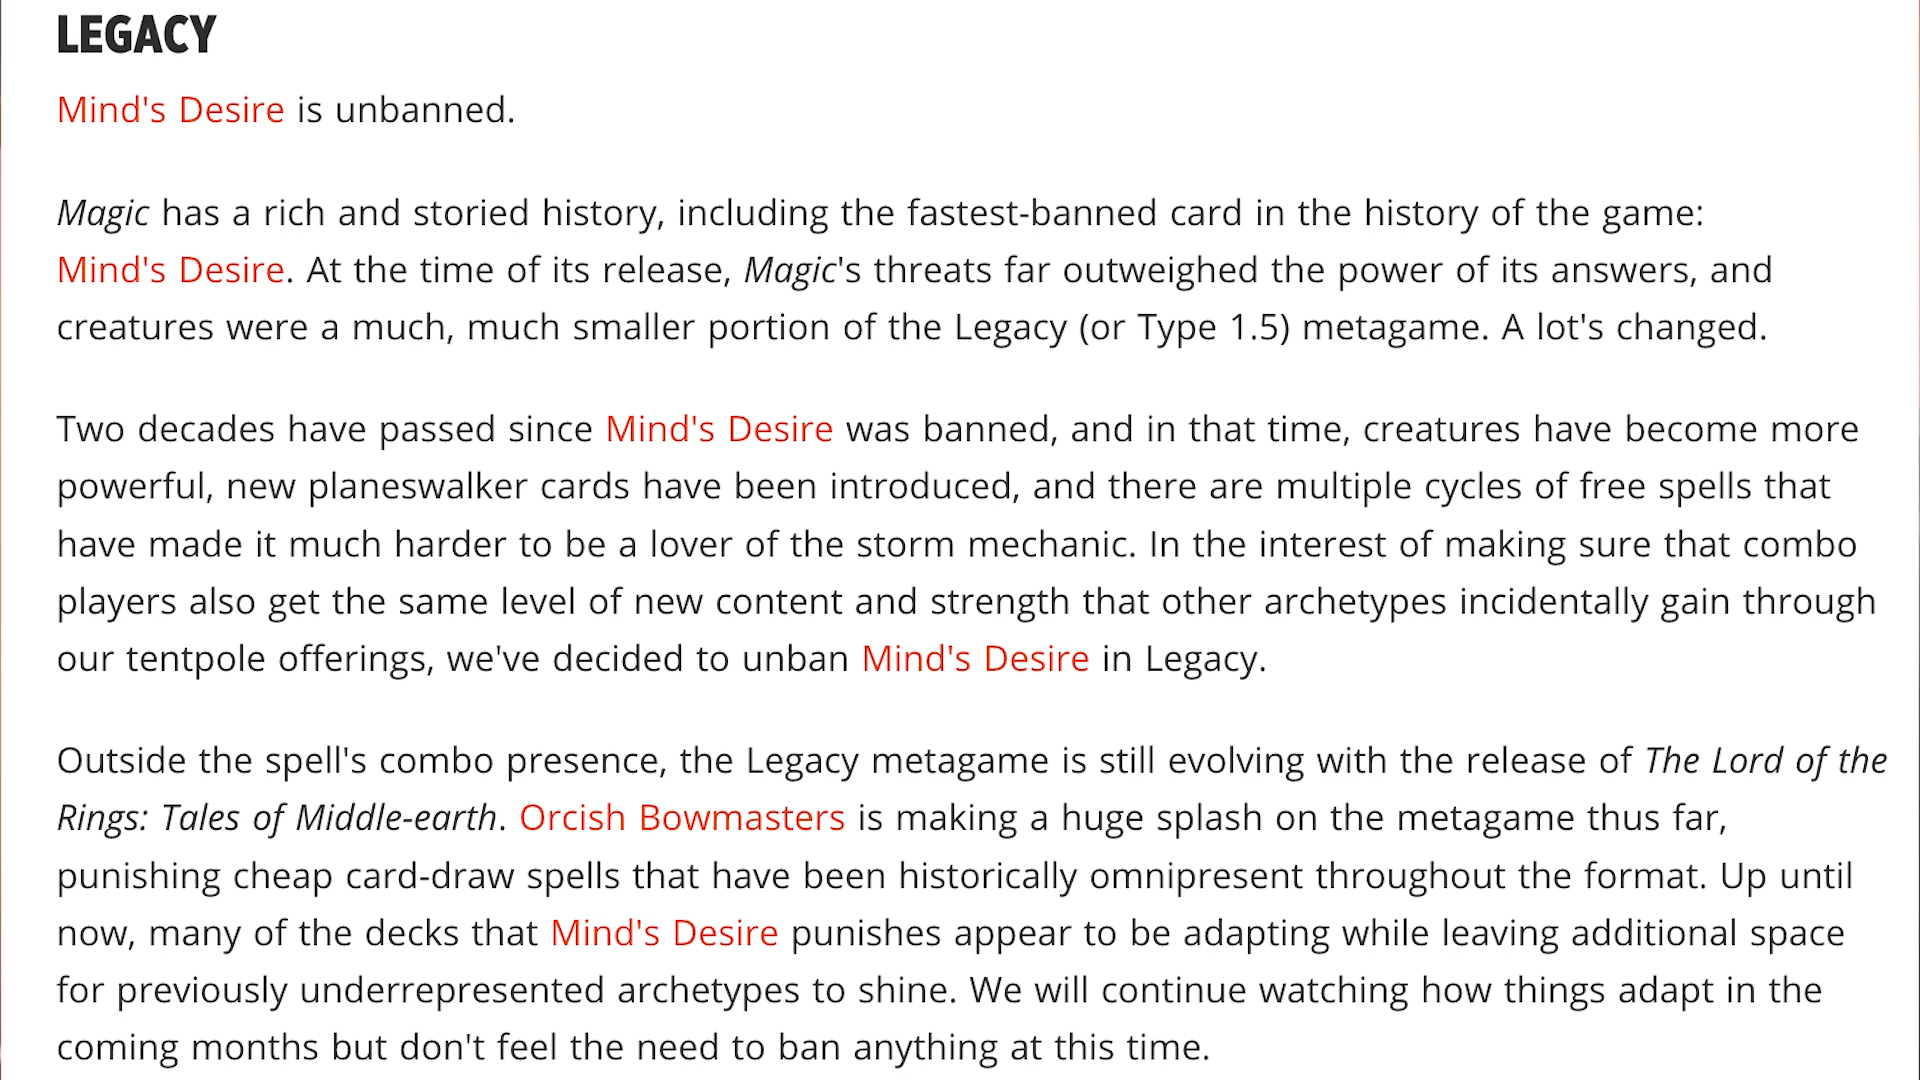 LEGACY
Mind's Desire is unbanned.
Magic has a rich and storied history, including the fastest-banned card in the history of the game:
Mind's Desire. At the time of its release, Magic's threats far outweighed the power of its answers, and
creatures were a much, much smaller portion of the Legacy (or Type 1.5) metagame. A lot's changed.
Two decades have passed since Mind's Desire was banned, and in that time, creatures have become more
powerful, new planeswalker cards have been introduced, and there are multiple cycles of free spells that
have made it much harder to be a lover of the storm mechanic. In the interest of making sure that combo
players also get the same level of new content and strength that other archetypes incidentally gain through
our tentpole offerings, we've decided to unban Mind's Desire in Legacy.
Outside the spell's combo presence, the Legacy metagame is still evolving with the release of The Lord of the
Rings: Tales of Middle-earth. Orcish Bowmasters is making a huge splash on the metagame thus far,
punishing cheap card-draw spells that have been historically omnipresent throughout the format. Up until
now, many of the decks that Mind's Desire punishes appear to be adapting while leaving additional space
for previously underrepresented archetypes to shine. We will continue watching how things adapt in the
coming months but don't feel the need to ban anything at this time.